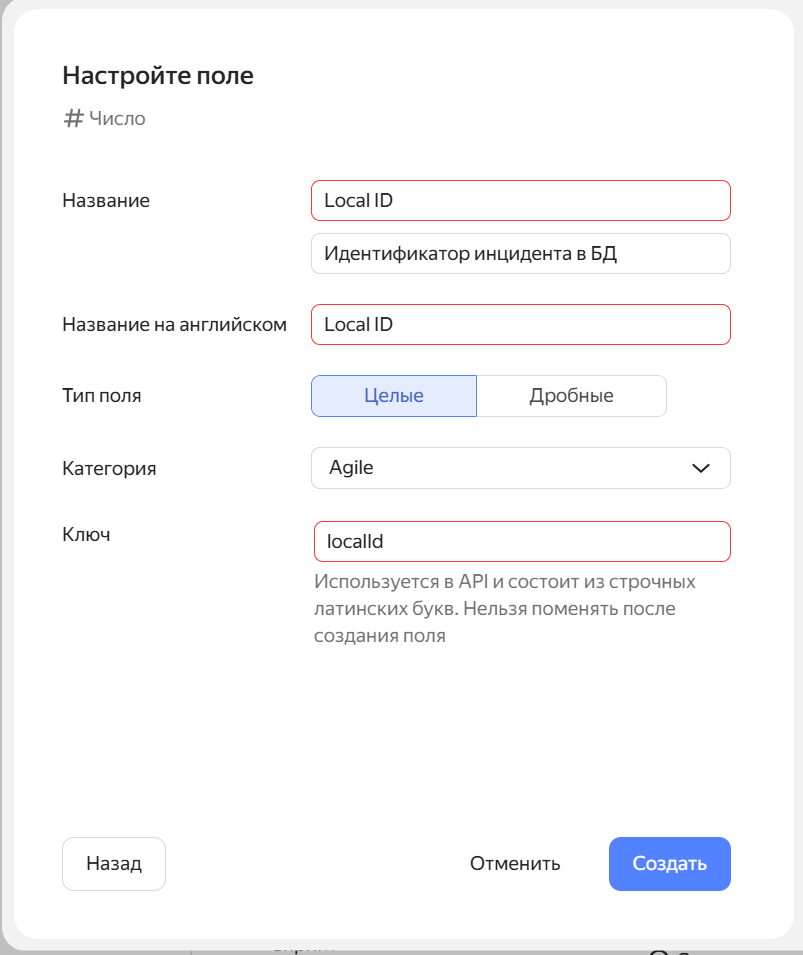 Настройте поле
# Число
Название
Local ID
Идентификатор инцидента в БД
Название на английском
Local ID
Тип поля
Целые
Дробные
Категория
Agile
Ключ
localId
Используется в API и состоит из строчных
латинских букв. Нельзя поменять после
создания поля
Назад
Отменить
Создать